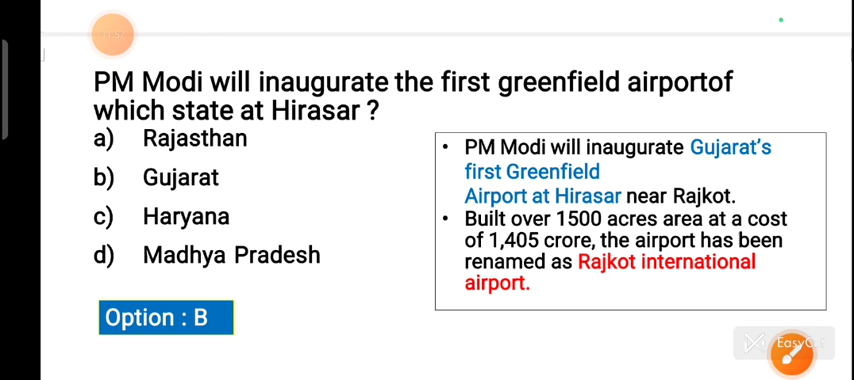 11:57
PM Modi will inaugurate the first greenfield airportof
which state at Hirasar ?
a) Rajasthan
b) Gujarat
c) Haryana
d) Madhya Pradesh
Option : B
• PM Modi will inaugurate Gujarat's
first Greenfield
Airport at Hirasar near Rajkot.
• Built over 1500 acres area at a cost
of 1,405 crore, the airport has been
renamed as Rajkot international
airport.